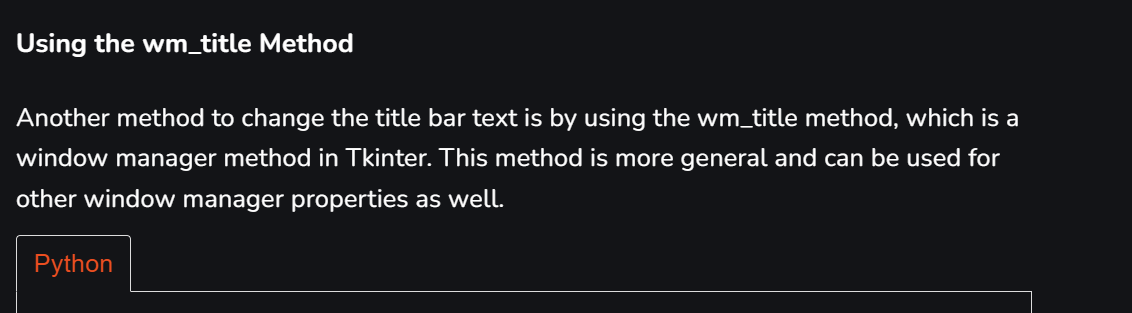 Using the wm_title Method
Another method to change the title bar text is by using the wm_title method, which is a
window manager method in Tkinter. This method is more general and can be used for
other window manager properties as well.
Python